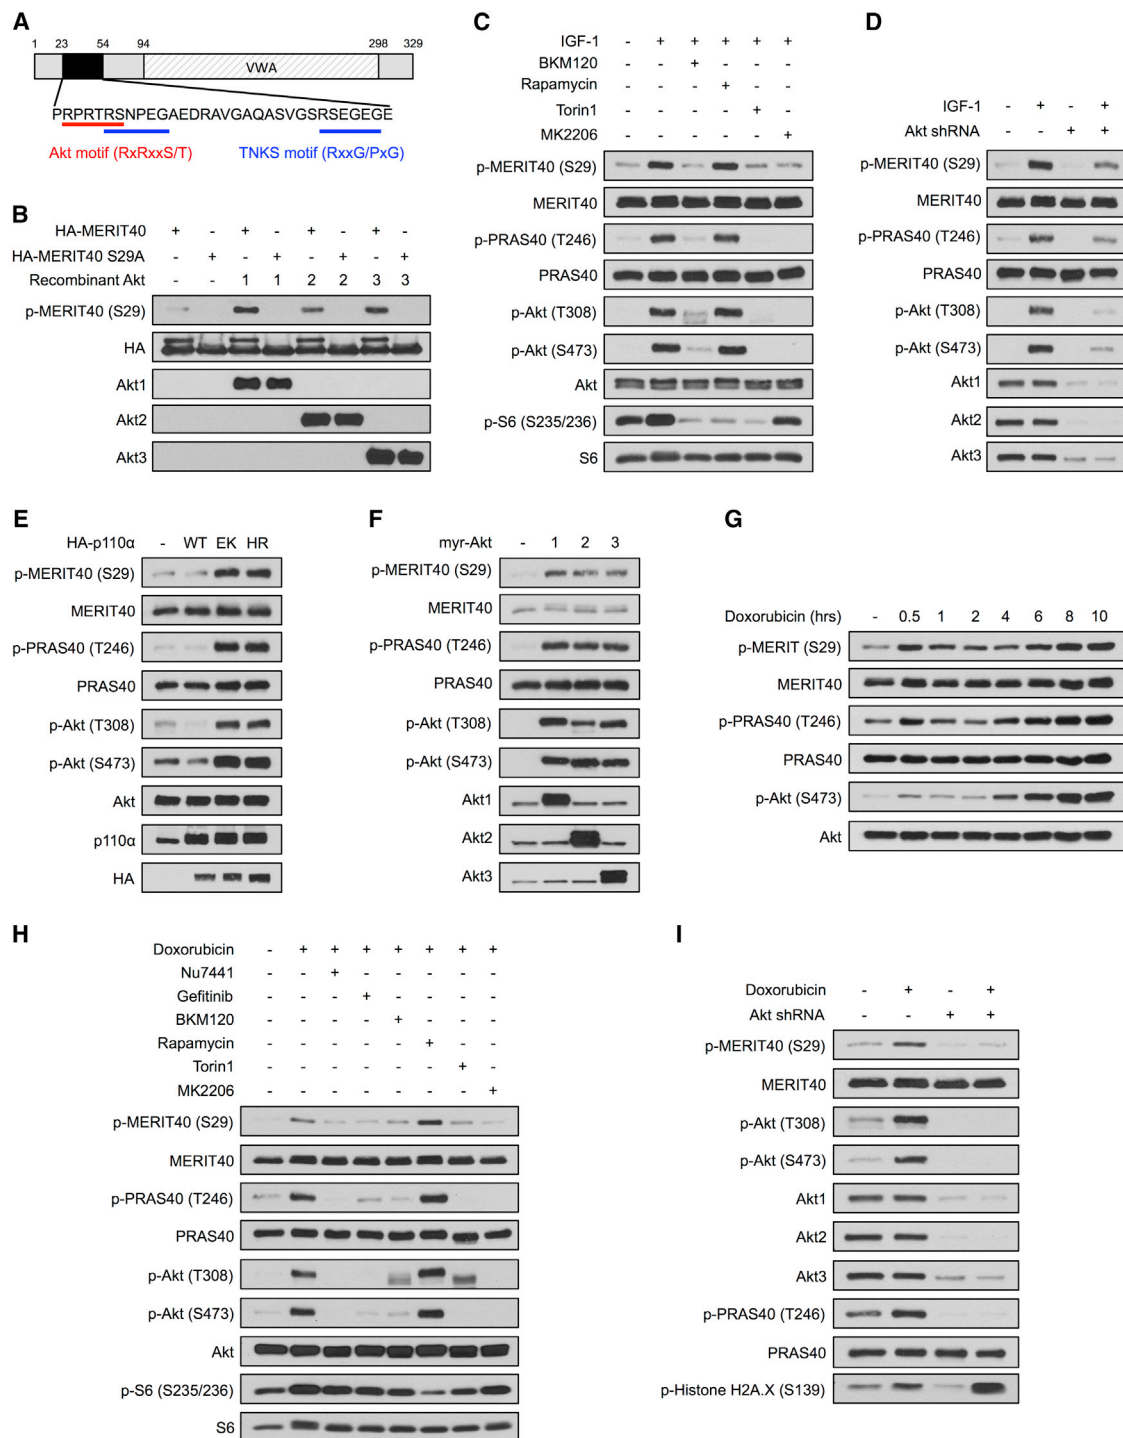 A
1 23 54 94 298 329
VWA
PRPRTRSNPEGAEDRAVGAQASVGSRSEGEGE
Akt motif (RxRxxS/T) TNKS motif (RxxG/PxG)
B
HA-MERIT40 + - + - + - + -
HA-MERIT40 S29A - + - + - + - +
Recombinant Akt - - 1 1 2 2 3 3
p-MERIT40 (S29)
HA
Akt1
Akt2
Akt3
C
IGF-1 - + + + + +
BKM120 - - + - - -
Rapamycin - - - + - -
Torin1 - - - - + -
MK2206 - - - - - +
p-MERIT40 (S29)
MERIT40
p-PRAS40 (T246)
PRAS40
p-Akt (T308)
p-Akt (S473)
Akt
p-S6 (S235/236)
S6
D
IGF-1 - + - +
Akt shRNA - - + +
p-MERIT40 (S29)
MERIT40
p-PRAS40 (T246)
PRAS40
p-Akt (T308)
p-Akt (S473)
Akt1
Akt2
Akt3
E
HA-p110α - WT EK HR
p-MERIT40 (S29)
MERIT40
p-PRAS40 (T246)
PRAS40
p-Akt (T308)
p-Akt (S473)
Akt
p110α
HA
F
myr-Akt - 1 2 3
p-MERIT40 (S29)
MERIT40
p-PRAS40 (T246)
PRAS40
p-Akt (T308)
p-Akt (S473)
Akt1
Akt2
Akt3
G
Doxorubicin (hrs) - 0.5 1 2 4 6 8 10
p-MERIT (S29)
MERIT40
p-PRAS40 (T246)
PRAS40
p-Akt (S473)
Akt
H
Doxorubicin - + + + + + + +
Nu7441 - - + - - - - -
Gefitinib - - - + - - - -
BKM120 - - - - + - - -
Rapamycin - - - - - + - -
Torin1 - - - - - - + -
MK2206 - - - - - - - +
p-MERIT40 (S29)
MERIT40
p-PRAS40 (T246)
PRAS40
p-Akt (T308)
p-Akt (S473)
Akt
p-S6 (S235/236)
S6
I
Doxorubicin - + - +
Akt shRNA - - + +
p-MERIT40 (S29)
MERIT40
p-Akt (T308)
p-Akt (S473)
Akt1
Akt2
Akt3
p-PRAS40 (T246)
PRAS40
p-Histone H2A.X (S139)